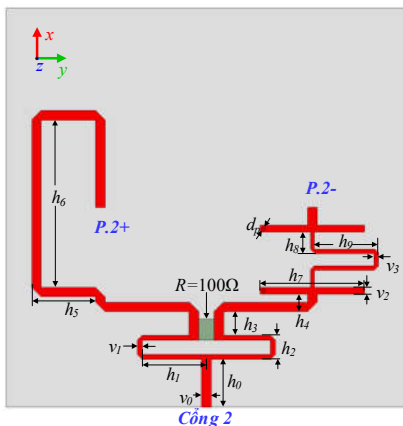 x
z
y
h6
P.2+
P.2-
dp
h8
h9
v3
h7
v2
R=100Ω
h5
h4
h3
v1
h2
h1
h0
v0
Cổng 2